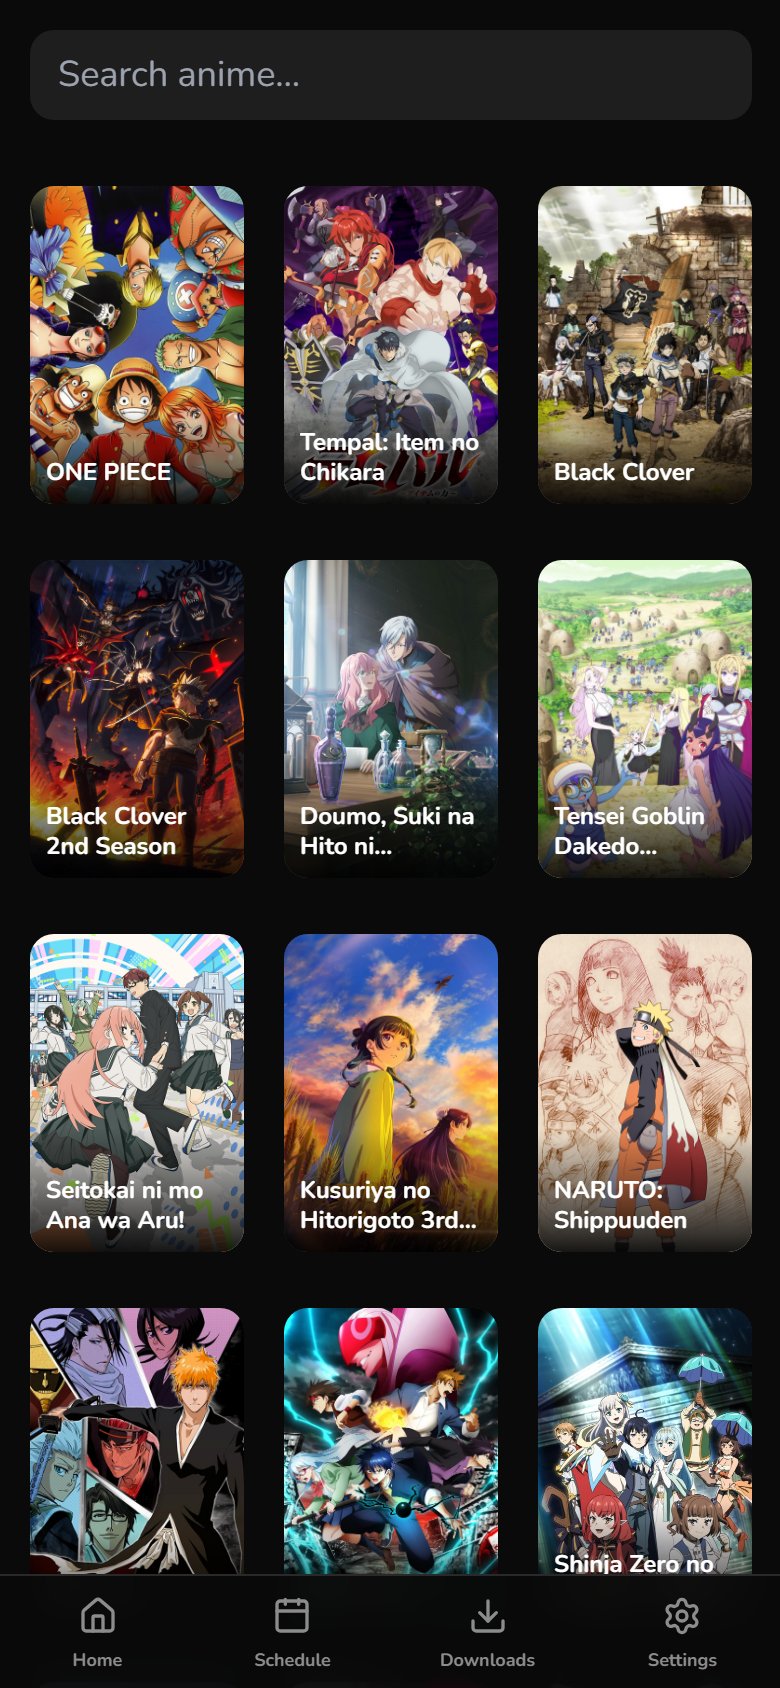 Search anime...
ONE PIECE
Tempal: Item no
Chikara
Black Clover
Black Clover
2nd Season
Doumo, Suki na
Hito ni...
Tensei Goblin
Dakedo...
Seitokai ni mo
Ana wa Aru!
Kusuriya no
Hitorigoto 3rd...
NARUTO:
Shippuuden
Shinja Zero no
Home
Schedule
Downloads
Settings